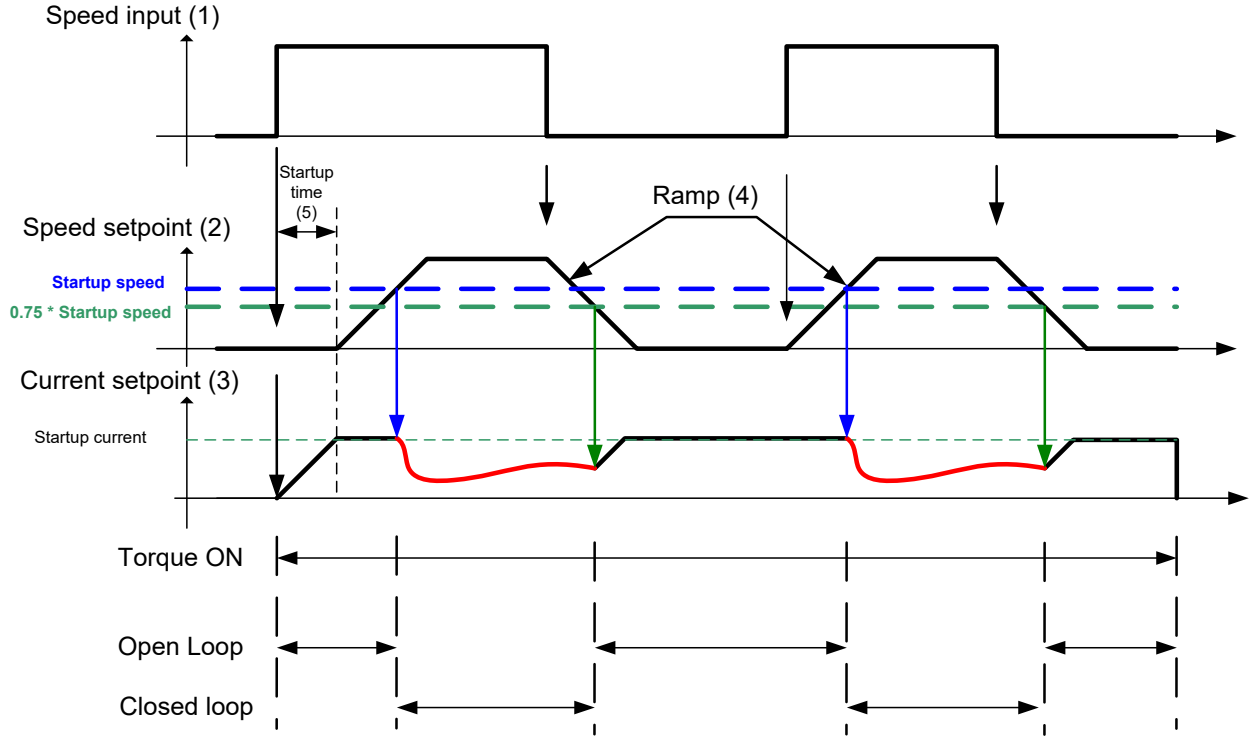 Speed input (1)
Startup
time
(5)
Ramp (4)
Speed setpoint (2)
Startup speed
0.75 * Startup speed
Current setpoint (3)
Startup current
Torque ON
Open Loop
Closed loop